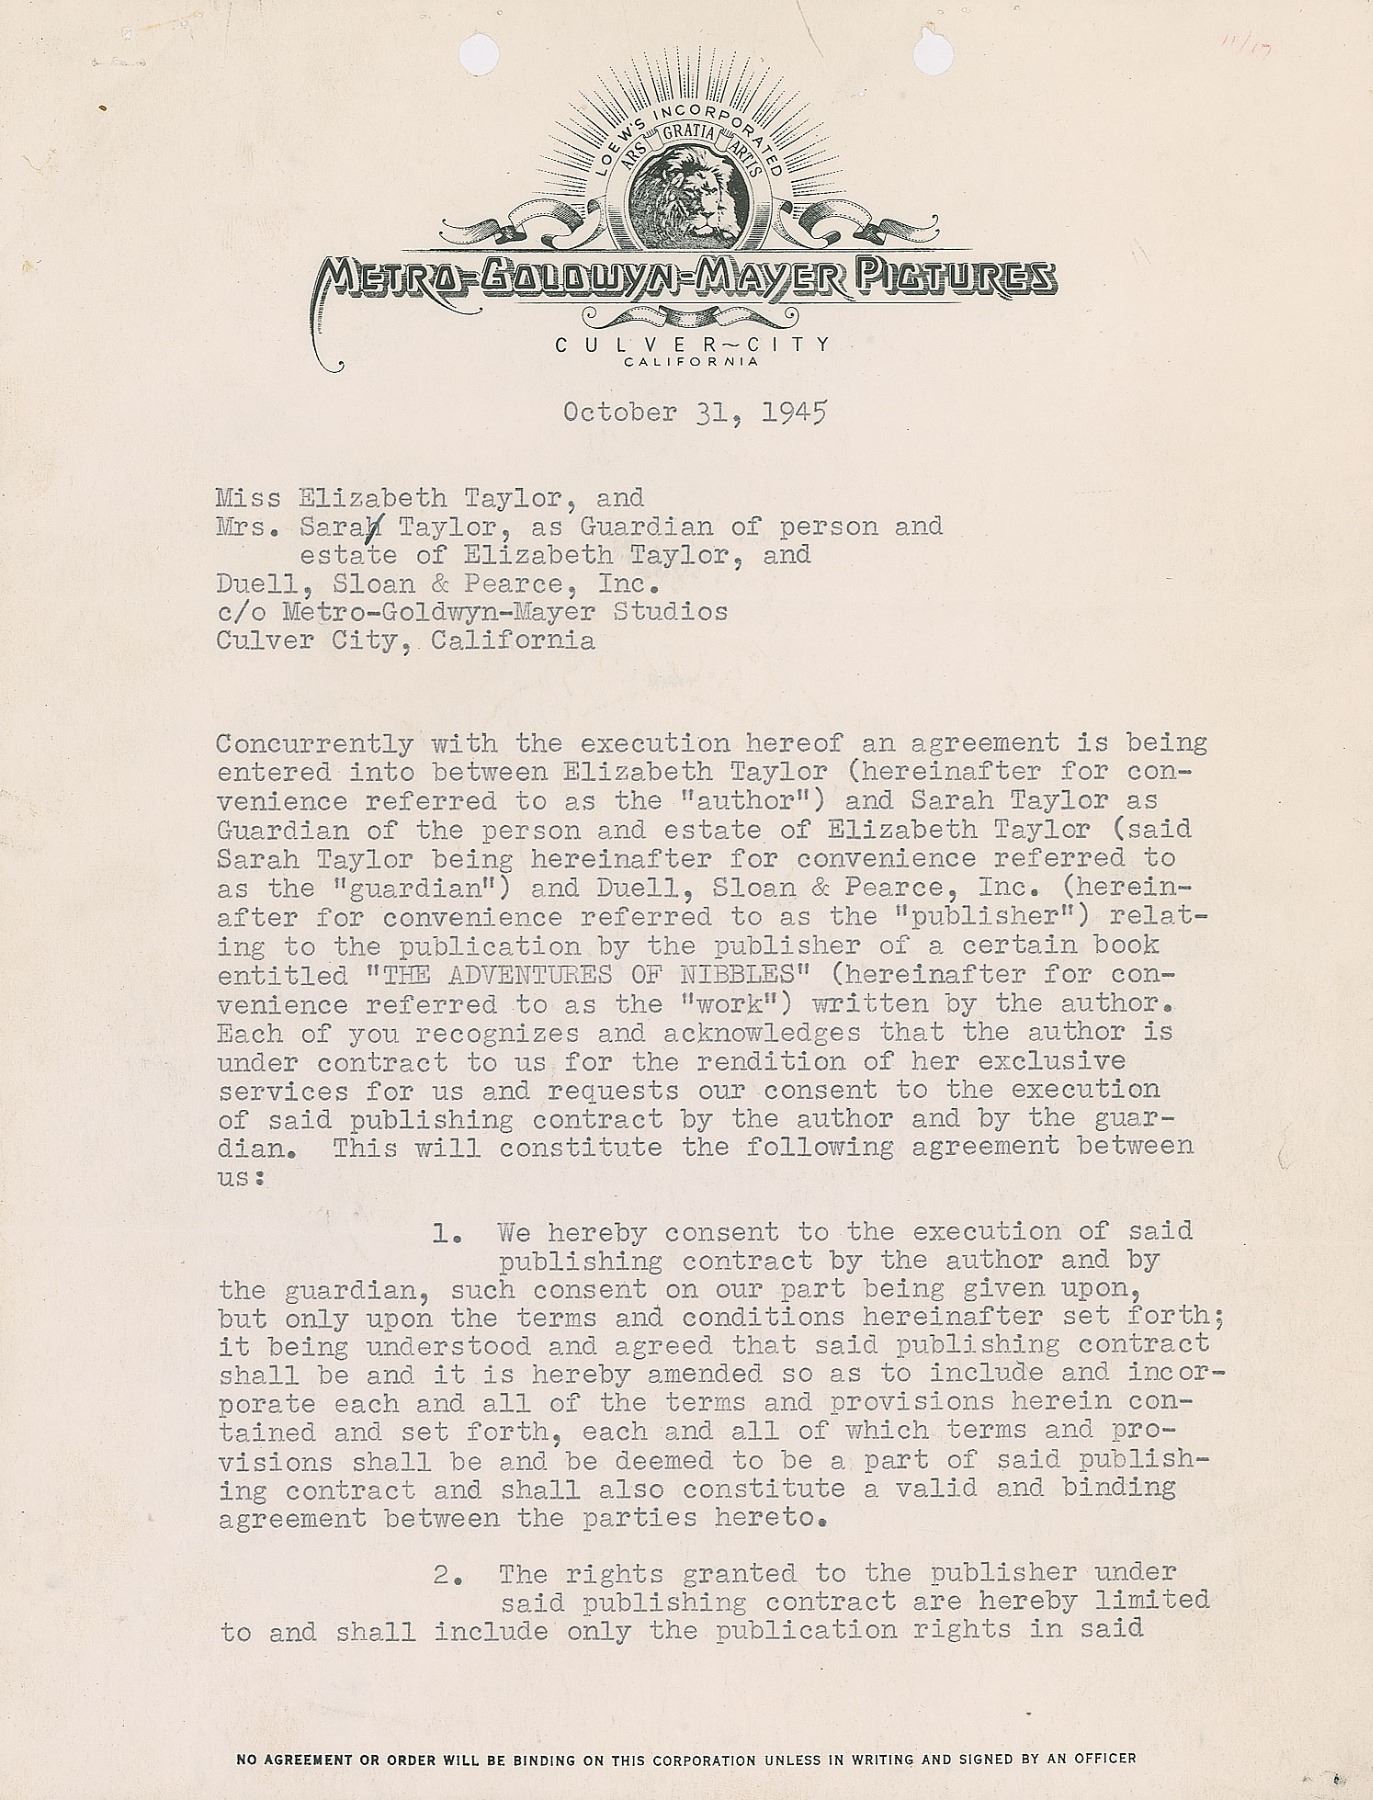 LOEW'S INCORPORATED
ARS GRATIA ARTIS
METRO-GOLDWYN-MAYER PICTURES
CULVER~CITY
CALIFORNIA
October 31, 1945
Miss Elizabeth Taylor, and
Mrs. Sarah Taylor, as Guardian of person and
estate of Elizabeth Taylor, and
Duell, Sloan & Pearce, Inc.
c/o Metro-Goldwyn-Mayer Studios
Culver City, California
Concurrently with the execution hereof an agreement is being
entered into between Elizabeth Taylor (hereinafter for con-
venience referred to as the "author") and Sarah Taylor as
Guardian of the person and estate of Elizabeth Taylor (said
Sarah Taylor being hereinafter for convenience referred to
as the "guardian") and Duell, Sloan & Pearce, Inc. (herein-
after for convenience referred to as the "publisher") relat-
ing to the publication by the publisher of a certain book
entitled "THE ADVENTURES OF NIBBLES" (hereinafter for con-
venience referred to as the "work") written by the author.
Each of you recognizes and acknowledges that the author is
under contract to us for the rendition of her exclusive
services for us and requests our consent to the execution
of said publishing contract by the author and by the guar-
dian. This will constitute the following agreement between
us:
1. We hereby consent to the execution of said
publishing contract by the author and by
the guardian, such consent on our part being given upon,
but only upon the terms and conditions hereinafter set forth;
it being understood and agreed that said publishing contract
shall be and it is hereby amended so as to include and incor-
porate each and all of the terms and provisions herein con-
tained and set forth, each and all of which terms and pro-
visions shall be and be deemed to be a part of said publish-
ing contract and shall also constitute a valid and binding
agreement between the parties hereto.
2. The rights granted to the publisher under
said publishing contract are hereby limited
to and shall include only the publication rights in said
NO AGREEMENT OR ORDER WILL BE BINDING ON THIS CORPORATION UNLESS IN WRITING AND SIGNED BY AN OFFICER